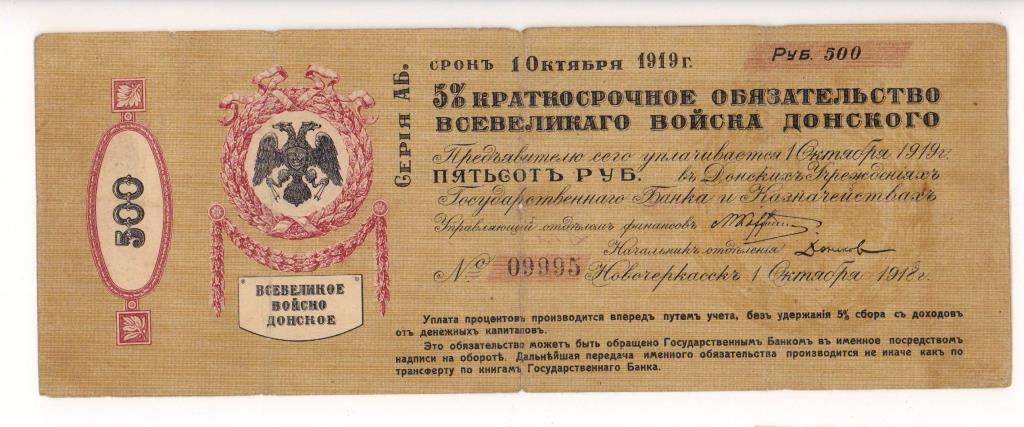 500
ВСЕВЕЛИКОЕ
ВОЙСКО
ДОНСКОЕ
СЕРІЯ АБ.
СРОНЪ 1 ОКТЯБРЯ 1919 г.
РУБ. 500
5% КРАТКОСРОЧНОЕ ОБЯЗАТЕЛЬСТВО
ВСЕВЕЛИКАГО ВОЙСКА ДОНСКОГО
Предъявителю сего уплачивается 1 Октября 1919 г.
ПЯТЬСОТЪ РУБ. въ Донскихъ Учрежденіяхъ
Государственнаго Банка и Казначействахъ
Управляющій отдѣломъ финансовъ
Начальникъ отдѣленія
№ 09995 Новочеркасскъ 1 Октября 1918 г.
Уплата процентовъ производится впередъ путемъ учета, безъ удержанія 5% сбора съ доходовъ
отъ денежныхъ капиталовъ.
Это обязательство можетъ быть обращено Государственнымъ Банкомъ въ именное посредствомъ
надписи на оборотѣ. Дальнѣйшая передача именного обязательства производится не иначе какъ по
трансферту по книгамъ Государственнаго Банка.